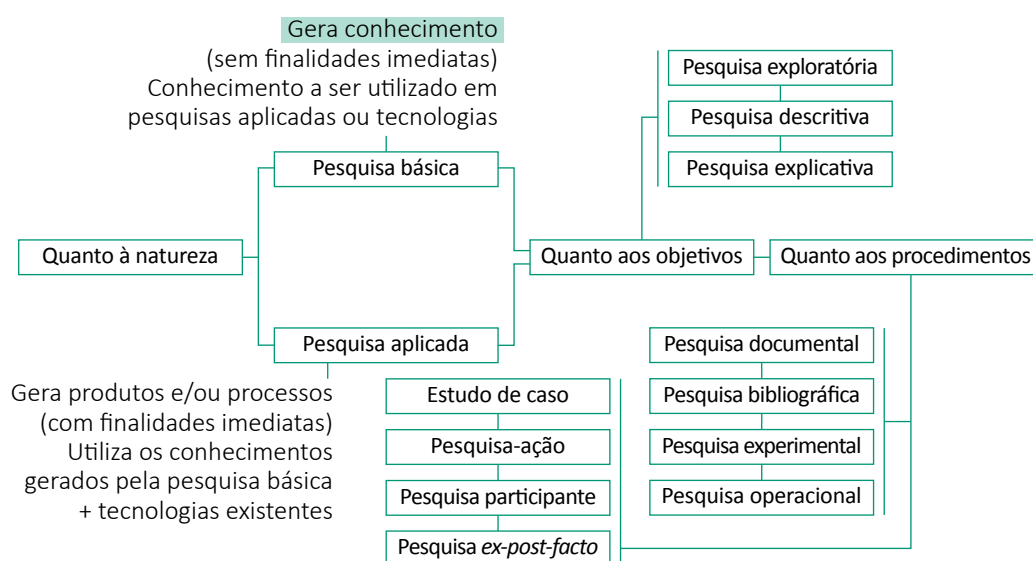 Gera conhecimento
(sem finalidades imediatas)
Conhecimento a ser utilizado em
pesquisas aplicadas ou tecnologias
Pesquisa básica
Quanto à natureza
Pesquisa aplicada
Gera produtos e/ou processos
(com finalidades imediatas)
Utiliza os conhecimentos
gerados pela pesquisa básica
+ tecnologias existentes
Quanto aos objetivos
Pesquisa exploratória
Pesquisa descritiva
Pesquisa explicativa
Quanto aos procedimentos
Pesquisa documental
Pesquisa bibliográfica
Pesquisa experimental
Pesquisa operacional
Estudo de caso
Pesquisa-ação
Pesquisa participante
Pesquisa ex-post-facto